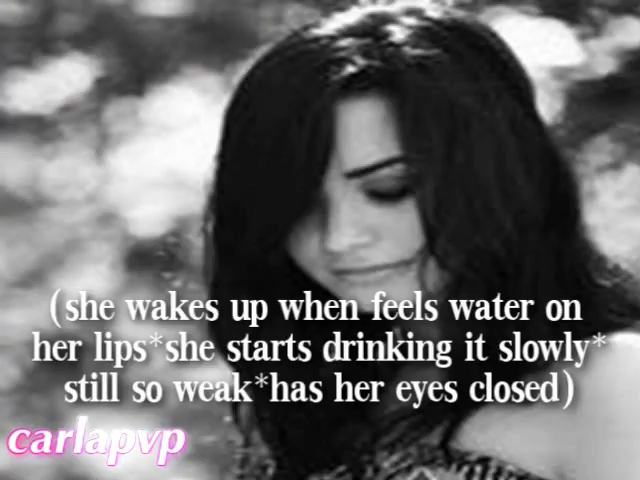 (she wakes up when feels water on
her lips*she starts drinking it slowly*
still so weak*has her eyes closed)
carlapvp